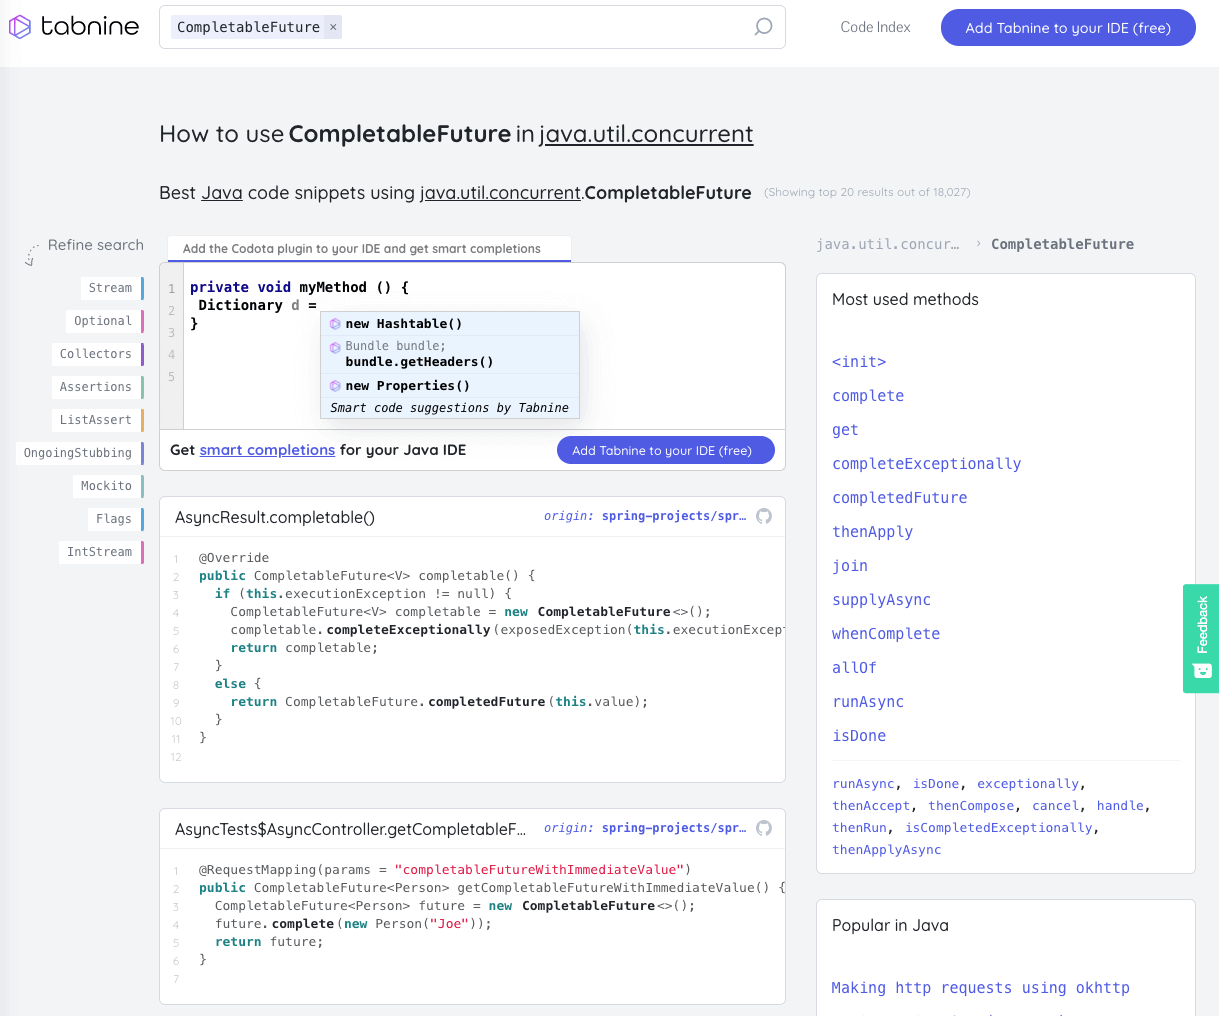 tabnine
CompletableFuture ×
Code Index
Add Tabnine to your IDE (free)
How to use CompletableFuture in java.util.concurrent
Best Java code snippets using java.util.concurrent.CompletableFuture (Showing top 20 results out of 18,027)
Refine search
Stream
Optional
Collectors
Assertions
ListAssert
OngoingStubbing
Mockito
Flags
IntStream
Add the Codota plugin to your IDE and get smart completions
1 private void myMethod () {
2 Dictionary d =
3 }
4
5
new Hashtable()
Bundle bundle;
bundle.getHeaders()
new Properties()
Smart code suggestions by Tabnine
Get smart completions for your Java IDE
Add Tabnine to your IDE (free)
AsyncResult.completable()
origin: spring-projects/spr…
1 @Override
2 public CompletableFuture<V> completable() {
3 if (this.executionException != null) {
4 CompletableFuture<V> completable = new CompletableFuture<>();
5 completable.completeExceptionally(exposedException(this.executionExcept
6 return completable;
7 }
8 else {
9 return CompletableFuture.completedFuture(this.value);
10 }
11 }
12
AsyncTests$AsyncController.getCompletableF...
origin: spring-projects/spr…
1 @RequestMapping(params = "completableFutureWithImmediateValue")
2 public CompletableFuture<Person> getCompletableFutureWithImmediateValue() {
3 CompletableFuture<Person> future = new CompletableFuture<>();
4 future.complete(new Person("Joe"));
5 return future;
6 }
7
java.util.concur… › CompletableFuture
Most used methods
<init>
complete
get
completeExceptionally
completedFuture
thenApply
join
supplyAsync
whenComplete
allOf
runAsync
isDone
runAsync, isDone, exceptionally,
thenAccept, thenCompose, cancel, handle,
thenRun, isCompletedExceptionally,
thenApplyAsync
Popular in Java
Making http requests using okhttp
Feedback